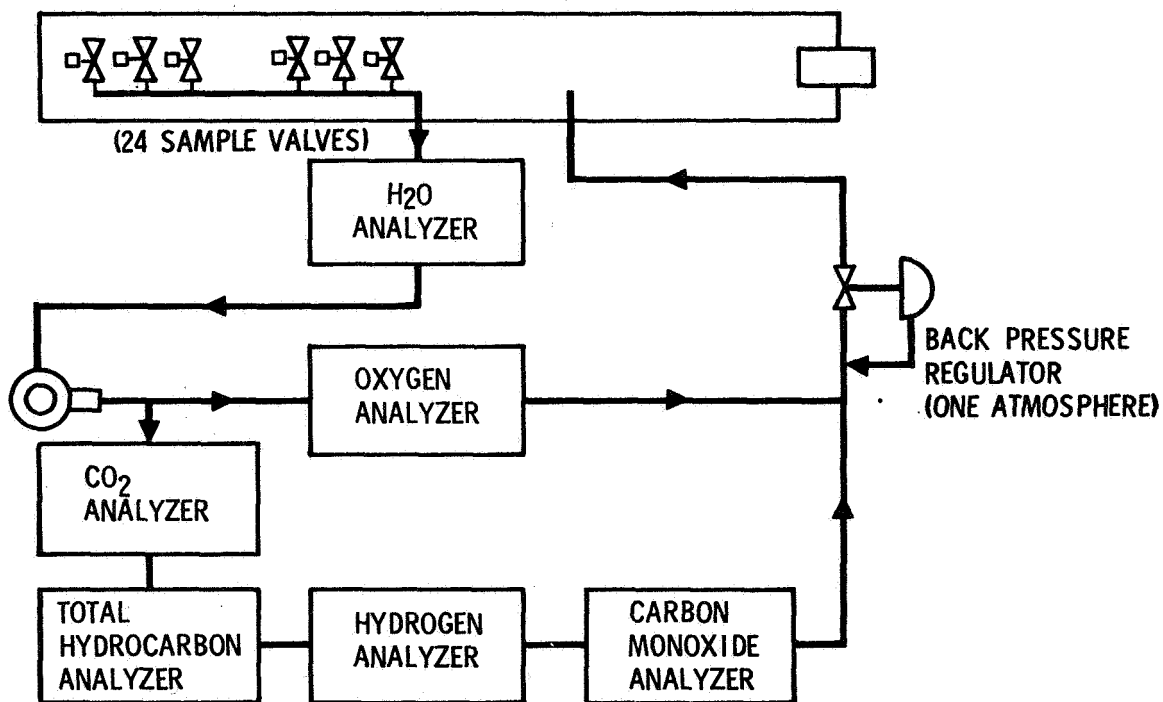 (24 SAMPLE VALVES)
H₂O
ANALYZER
OXYGEN
ANALYZER
BACK PRESSURE
REGULATOR
(ONE ATMOSPHERE)
CO₂
ANALYZER
TOTAL
HYDROCARBON
ANALYZER
HYDROGEN
ANALYZER
CARBON
MONOXIDE
ANALYZER